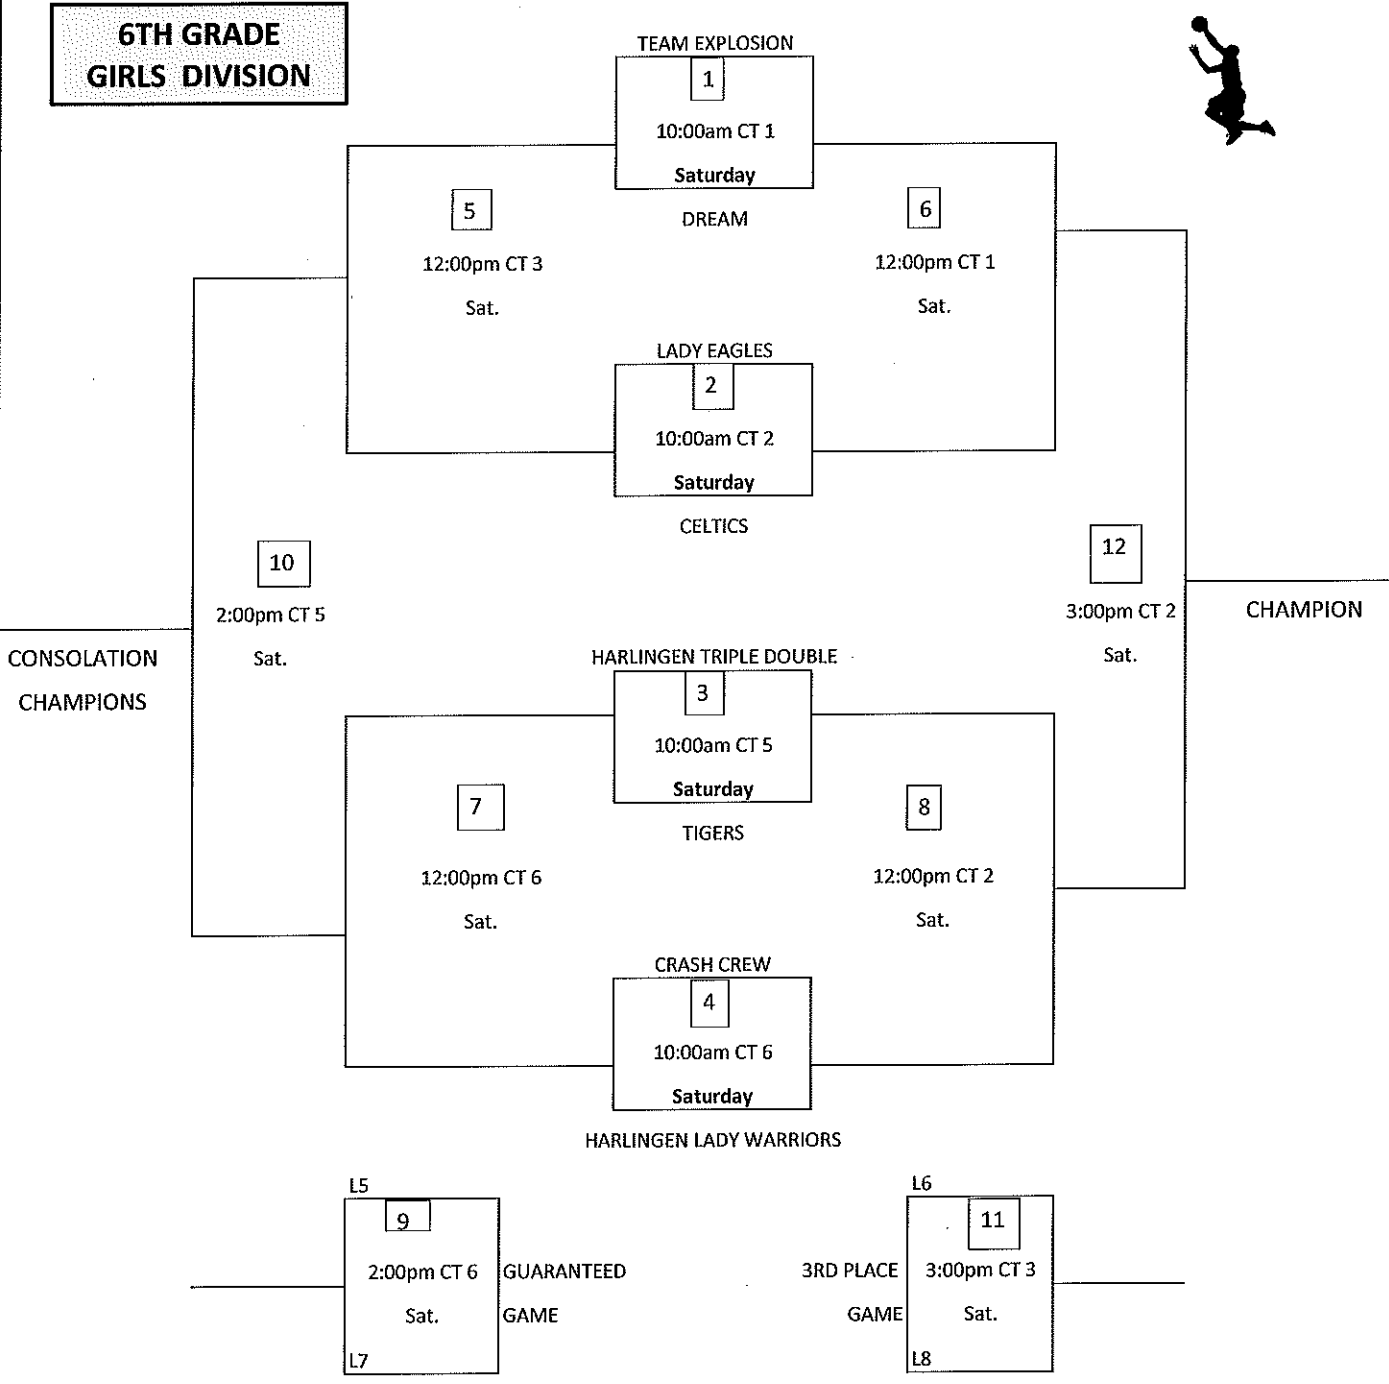 6TH GRADE
GIRLS DIVISION
TEAM EXPLOSION
1
10:00am CT 1
Saturday
DREAM
5
12:00pm CT 3
Sat.
6
12:00pm CT 1
Sat.
LADY EAGLES
2
10:00am CT 2
Saturday
CELTICS
10
2:00pm CT 5
Sat.
12
3:00pm CT 2
Sat.
CONSOLATION
CHAMPIONS
CHAMPION
HARLINGEN TRIPLE DOUBLE
3
10:00am CT 5
Saturday
TIGERS
7
12:00pm CT 6
Sat.
8
12:00pm CT 2
Sat.
CRASH CREW
4
10:00am CT 6
Saturday
HARLINGEN LADY WARRIORS
L5
9
2:00pm CT 6
Sat.
L7
GUARANTEED
GAME
3RD PLACE
GAME
L6
11
3:00pm CT 3
Sat.
L8